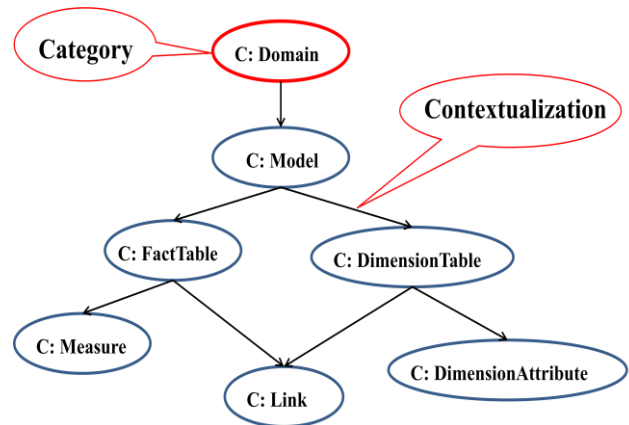 Category
C: Domain
Contextualization
C: Model
C: FactTable
C: DimensionTable
C: Measure
C: DimensionAttribute
C: Link